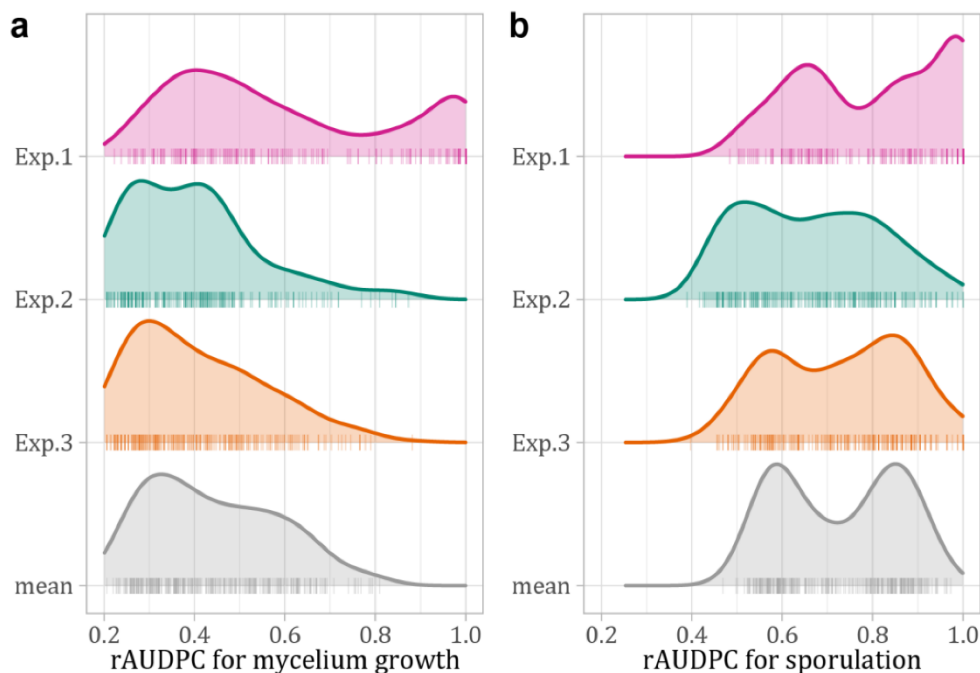 a
Exp.1
Exp.2
Exp.3
mean
0.2 0.4 0.6 0.8 1.0
rAUDPC for mycelium growth
b
Exp.1
Exp.2
Exp.3
mean
0.2 0.4 0.6 0.8 1.0
rAUDPC for sporulation